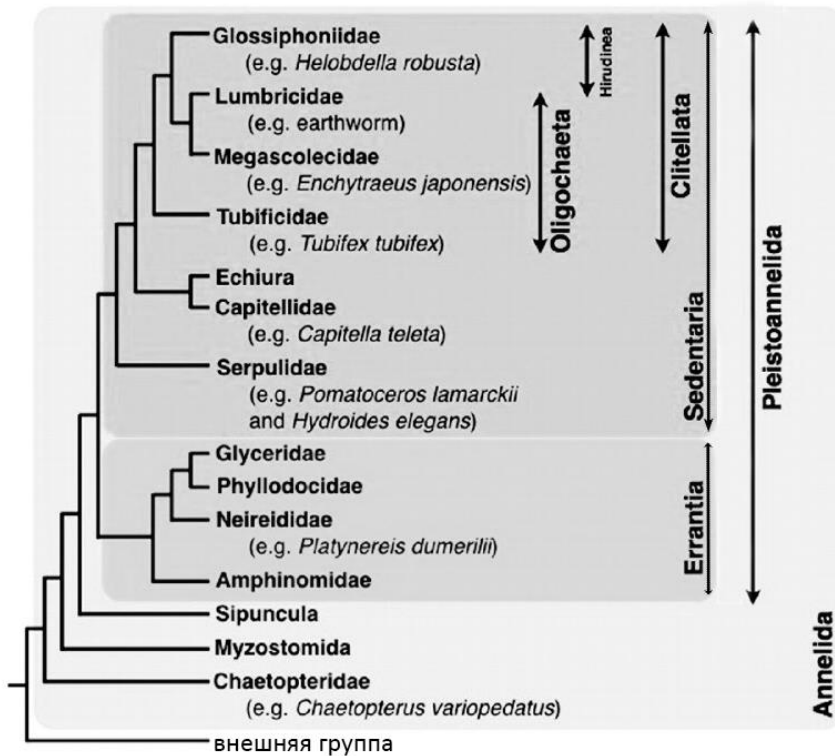 Glossiphoniidae
(e.g. Helobdella robusta)
Lumbricidae
(e.g. earthworm)
Megascolecidae
(e.g. Enchytraeus japonensis)
Tubificidae
(e.g. Tubifex tubifex)
Echiura
Capitellidae
(e.g. Capitella teleta)
Serpulidae
(e.g. Pomatoceros lamarckii
and Hydroides elegans)
Glyceridae
Phyllodocidae
Neireididae
(e.g. Platynereis dumerilii)
Amphinomidae
Sipuncula
Myzostomida
Chaetopteridae
(e.g. Chaetopterus variopedatus)
внешняя группа
Hirudinea
Oligochaeta
Clitellata
Sedentaria
Errantia
Pleistoannelida
Annelida